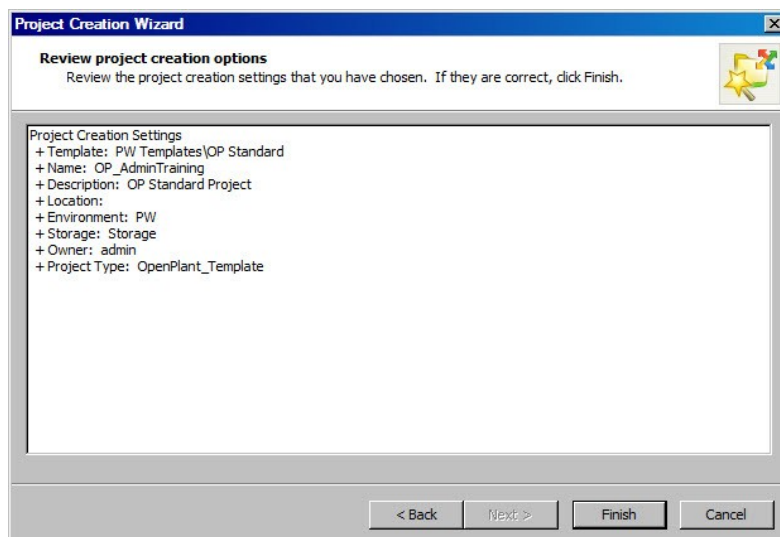 Project Creation Wizard
Review project creation options
Review the project creation settings that you have chosen. If they are correct, click Finish.
Project Creation Settings
+ Template: PW Templates\OP Standard
+ Name: OP_AdminTraining
+ Description: OP Standard Project
+ Location:
+ Environment: PW
+ Storage: Storage
+ Owner: admin
+ Project Type: OpenPlant_Template
< Back Next > Finish Cancel